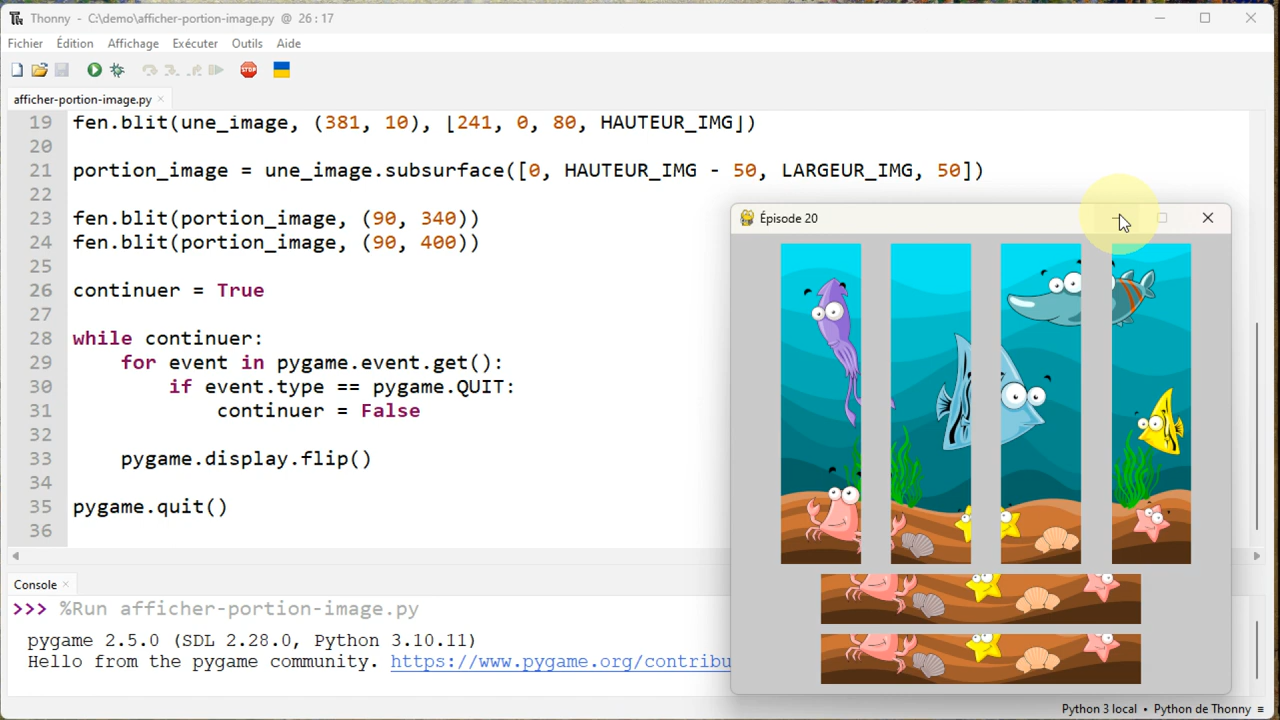 Thonny - C:\demo\afficher-portion-image.py @ 26:17
Fichier Édition Affichage Exécuter Outils Aide
STOP
afficher-portion-image.py
19 fen.blit(une_image, (381, 10), [241, 0, 80, HAUTEUR_IMG])
20
21 portion_image = une_image.subsurface([0, HAUTEUR_IMG - 50, LARGEUR_IMG, 50])
22
23 fen.blit(portion_image, (90, 340))
24 fen.blit(portion_image, (90, 400))
25
26 continuer = True
27
28 while continuer:
29 for event in pygame.event.get():
30 if event.type == pygame.QUIT:
31 continuer = False
32
33 pygame.display.flip()
34
35 pygame.quit()
36
Épisode 20
Console
>>> %Run afficher-portion-image.py
pygame 2.5.0 (SDL 2.28.0, Python 3.10.11)
Hello from the pygame community. https://www.pygame.org/contribu
Python 3 local • Python de Thonny ≡